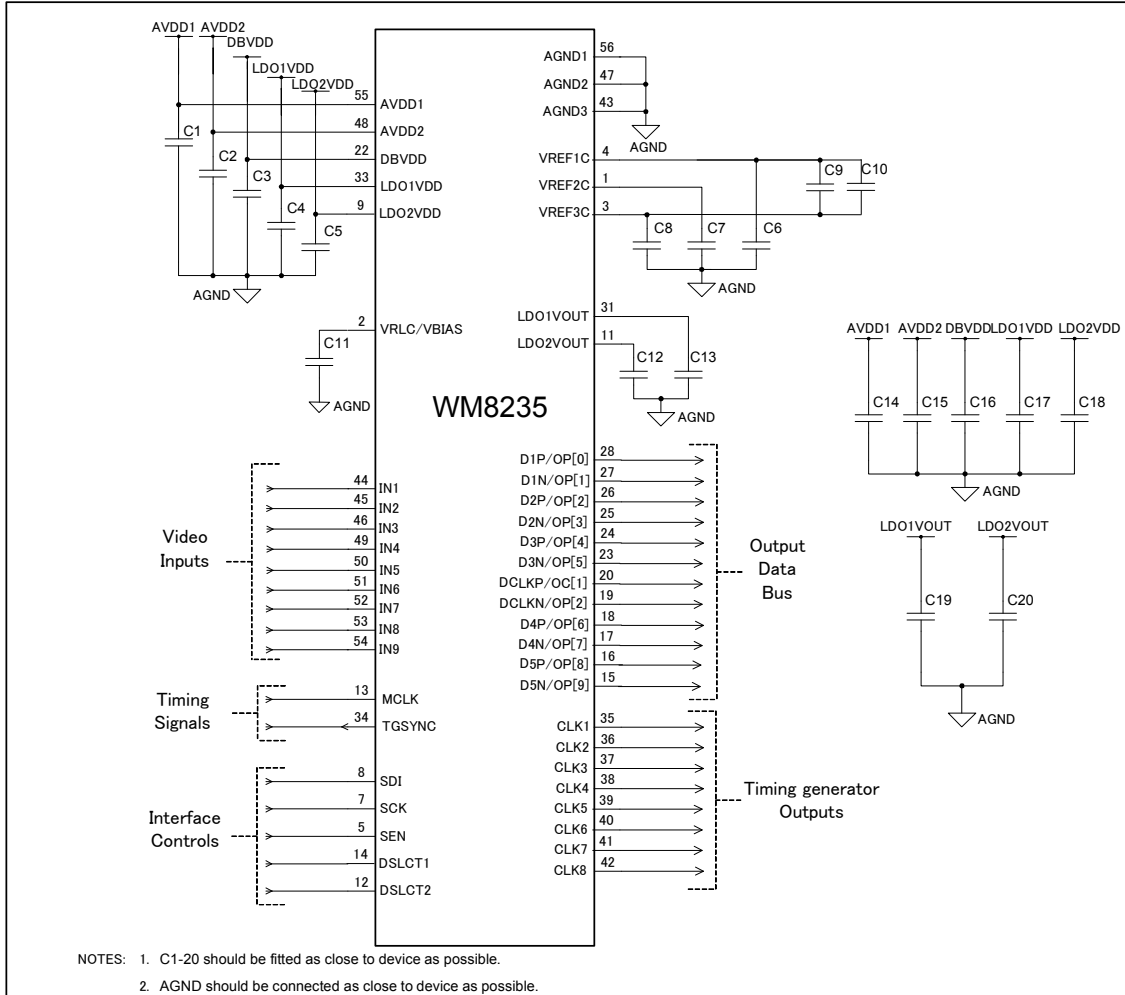 AVDD1 AVDD2
DBVDD
LDO1VDD
LDO2VDD
55 AVDD1
48 AVDD2
22 DBVDD
33 LDO1VDD
9 LDO2VDD
C1
C2
C3
C4
C5
AGND
2 VRLC/VBIAS
C11
AGND
WM8235
AGND1 56
AGND2 47
AGND3 43
AGND
VREF1C 4
VREF2C 1
VREF3C 3
C9 C10
C8 C7 C6
AGND
LDO1VOUT 31
LDO2VOUT 11
C12 C13
AGND
Video
Inputs
44 IN1
45 IN2
46 IN3
49 IN4
50 IN5
51 IN6
52 IN7
53 IN8
54 IN9
Timing
Signals
13 MCLK
34 TGSYNC
Interface
Controls
8 SDI
7 SCK
5 SEN
14 DSLCT1
12 DSLCT2
D1P/OP[0] 28
D1N/OP[1] 27
D2P/OP[2] 26
D2N/OP[3] 25
D3P/OP[4] 24
D3N/OP[5] 23
DCLKP/OC[1] 20
DCLKN/OP[2] 19
D4P/OP[6] 18
D4N/OP[7] 17
D5P/OP[8] 16
D5N/OP[9] 15
Output
Data
Bus
CLK1 35
CLK2 36
CLK3 37
CLK4 38
CLK5 39
CLK6 40
CLK7 41
CLK8 42
Timing generator
Outputs
AVDD1 AVDD2 DBVDD LDO1VDD LDO2VDD
C14 C15 C16 C17 C18
AGND
LDO1VOUT LDO2VOUT
C19 C20
AGND
NOTES: 1. C1-20 should be fitted as close to device as possible.
2. AGND should be connected as close to device as possible.